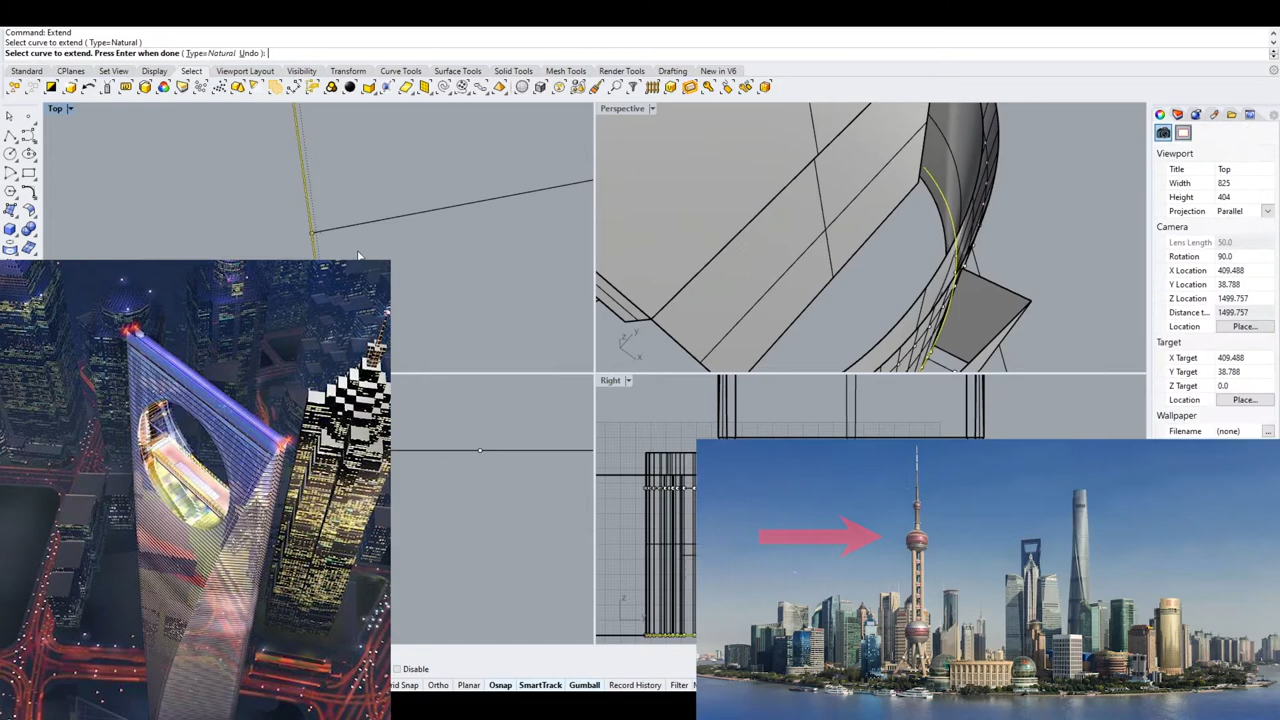 Command: Extend
Select curve to extend ( Type=Natural )
Select curve to extend. Press Enter when done ( Type=Natural Undo ):
Standard CPlanes Set View Display Select Viewport Layout Visibility Transform Curve Tools Surface Tools Solid Tools Mesh Tools Render Tools Drafting New in V6
Top
Perspective
Right
z y
x
z
Viewport
Title Top
Width 825
Height 404
Projection Parallel
Camera
Lens Length 50.0
Rotation 90.0
X Location 409.488
Y Location 38.788
Z Location 1499.757
Distance t... 1499.757
Location Place...
Target
X Target 409.488
Y Target 38.788
Z Target 0.0
Location Place...
Wallpaper
Filename (none) ...
Disable
rid Snap Ortho Planar Osnap SmartTrack Gumball Record History Filter